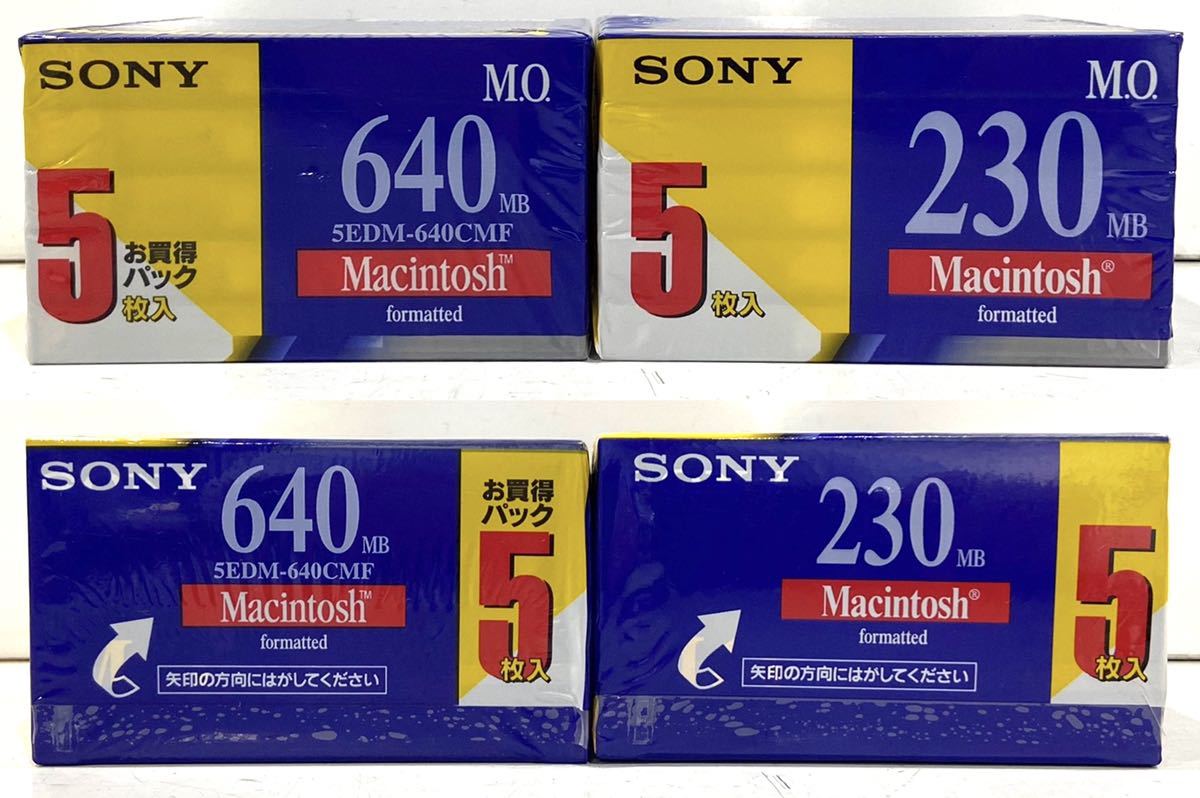 SONY
M.O.
640 MB
5EDM-640CMF
Macintosh™
formatted
5
お買得
パック
枚入
SONY
M.O.
230 MB
Macintosh®
formatted
5
枚入
SONY
640 MB
5EDM-640CMF
Macintosh™
formatted
矢印の方向にはがしてください
お買得
パック
5
枚入
SONY
230 MB
Macintosh®
formatted
矢印の方向にはがしてください
5
枚入